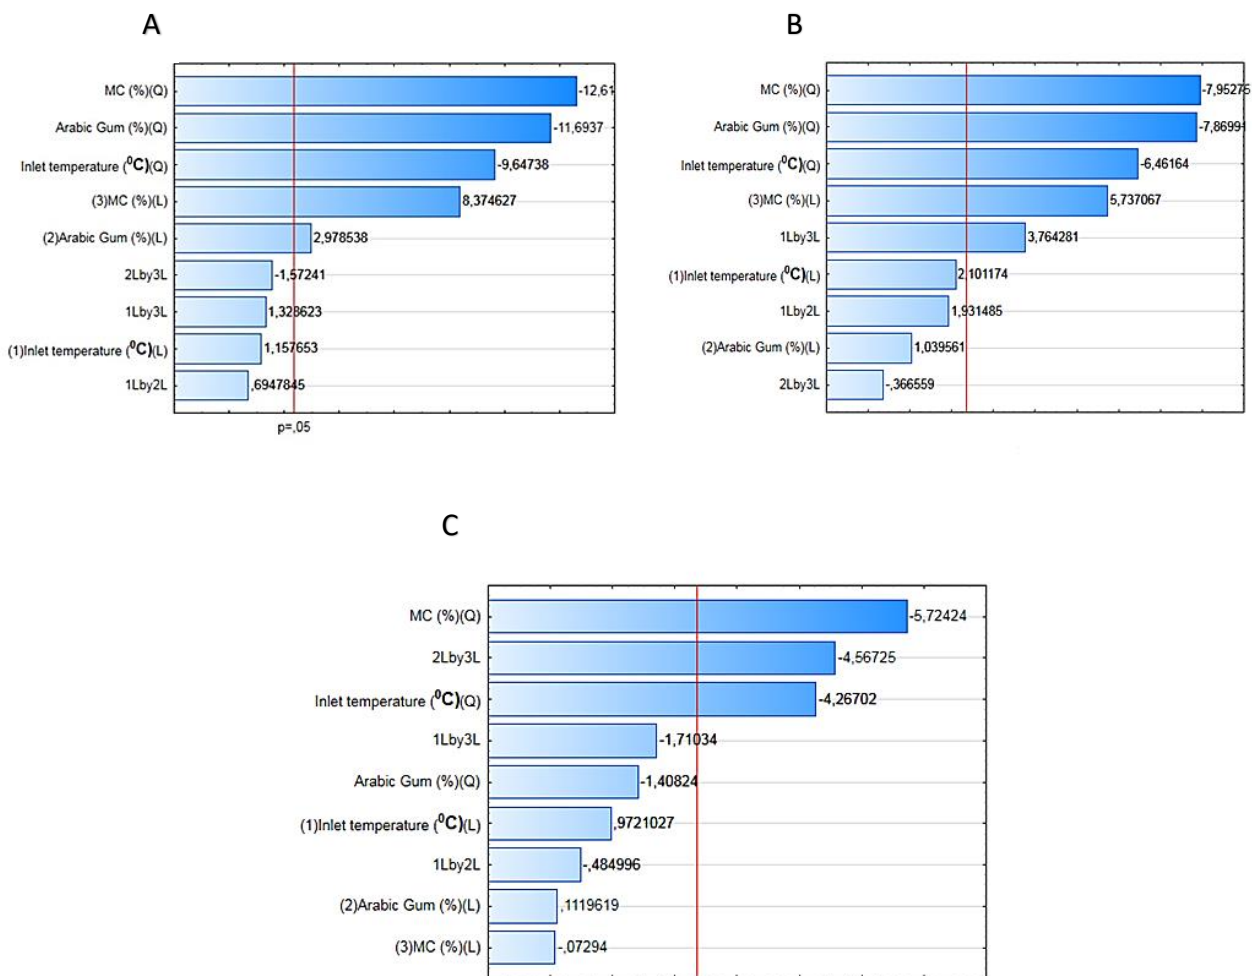 A
MC (%)(Q) -12,61
Arabic Gum (%)(Q) -11,6937
Inlet temperature (⁰C)(Q) -9,64738
(3)MC (%)(L) 8,374627
(2)Arabic Gum (%)(L) 2,978538
2Lby3L -1,57241
1Lby3L 1,328623
(1)Inlet temperature (⁰C)(L) 1,157653
1Lby2L ,6947845
p=,05
B
MC (%)(Q) -7,95275
Arabic Gum (%)(Q) -7,86991
Inlet temperature (⁰C)(Q) -6,46164
(3)MC (%)(L) 5,737067
1Lby3L 3,764281
(1)Inlet temperature (⁰C)(L) 2,101174
1Lby2L 1,931485
(2)Arabic Gum (%)(L) 1,039561
2Lby3L -,366559
C
MC (%)(Q) -5,72424
2Lby3L -4,56725
Inlet temperature (⁰C)(Q) -4,26702
1Lby3L -1,71034
Arabic Gum (%)(Q) -1,40824
(1)Inlet temperature (⁰C)(L) ,9721027
1Lby2L -,484996
(2)Arabic Gum (%)(L) ,1119619
(3)MC (%)(L) -,07294